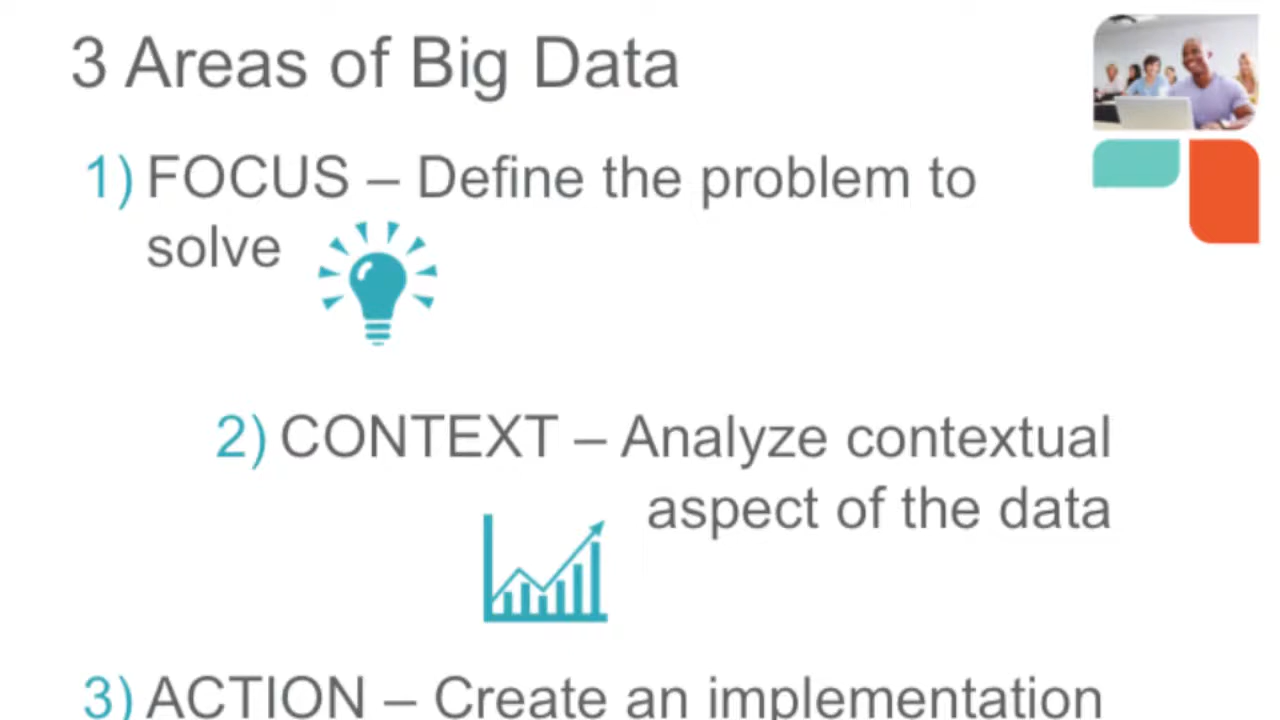 3 Areas of Big Data
1) FOCUS – Define the problem to
solve
2) CONTEXT – Analyze contextual
aspect of the data
3) ACTION – Create an implementation